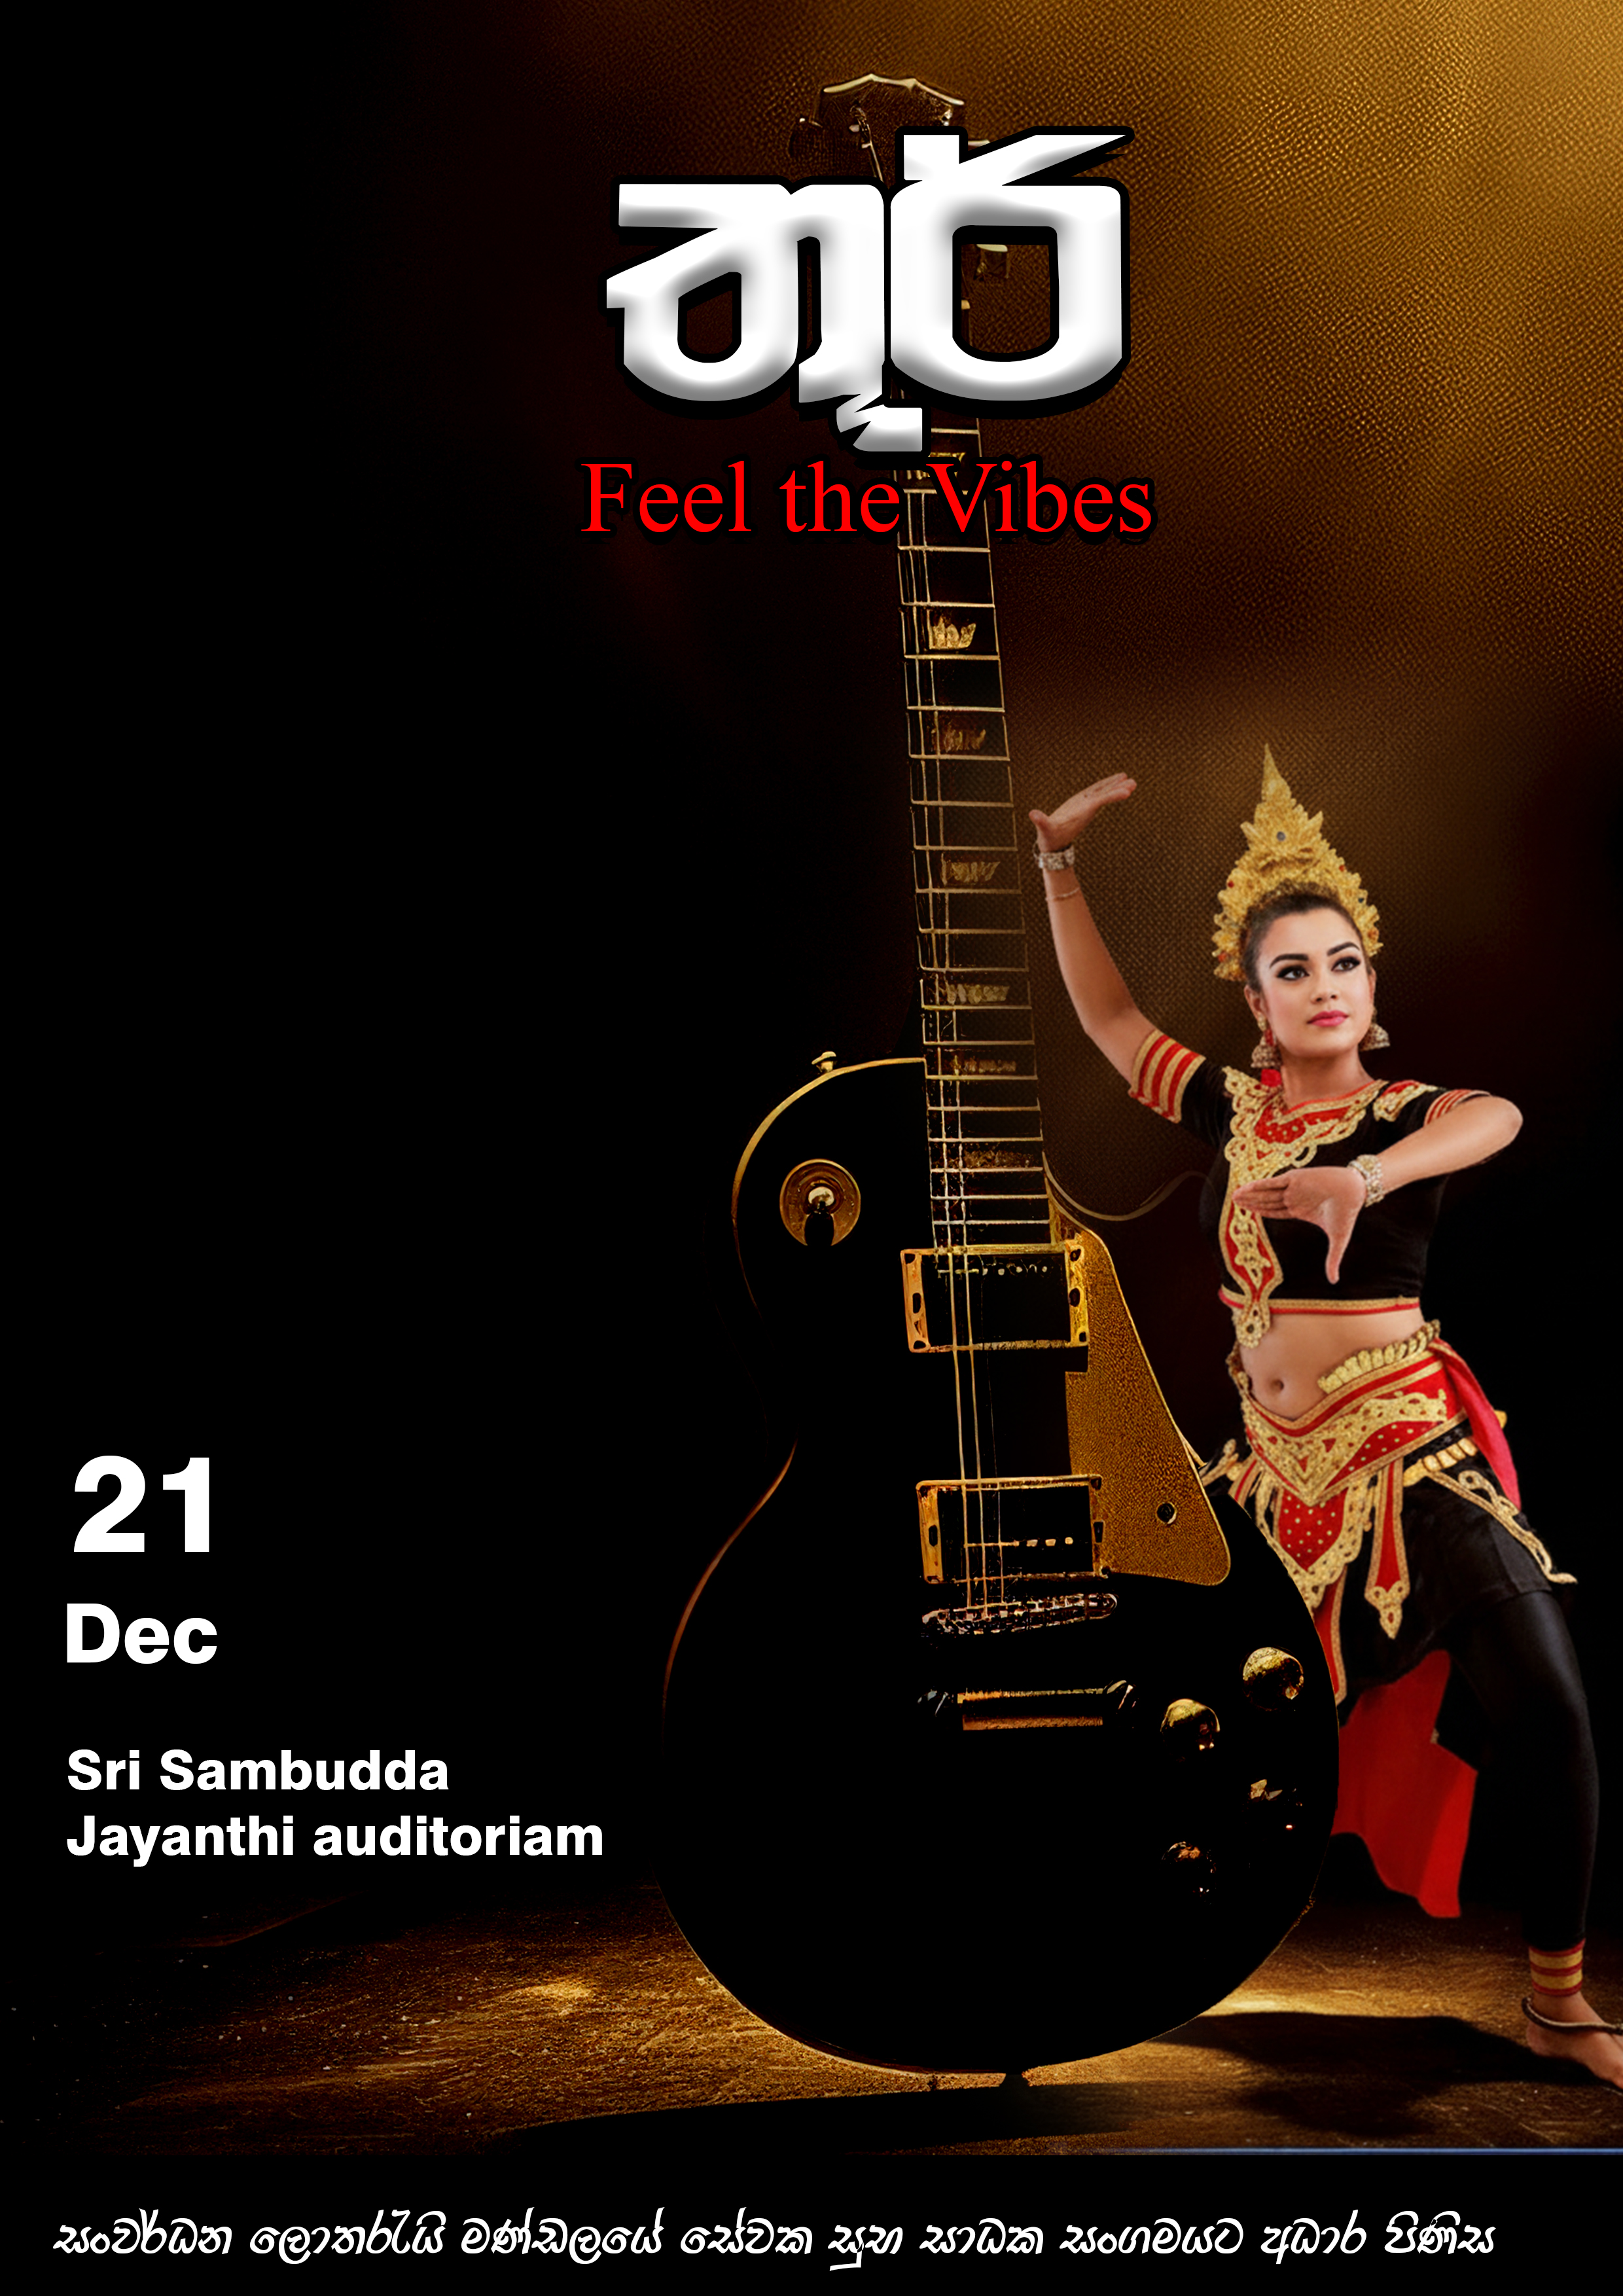 තූර්ය
Feel the Vibes
21
Dec
Sri Sambudda
Jayanthi auditoriam
සංවර්ධන ලොතරැයි මණ්ඩලයේ සේවක සුභ සාධක සංගමයට අධාර පිණිස